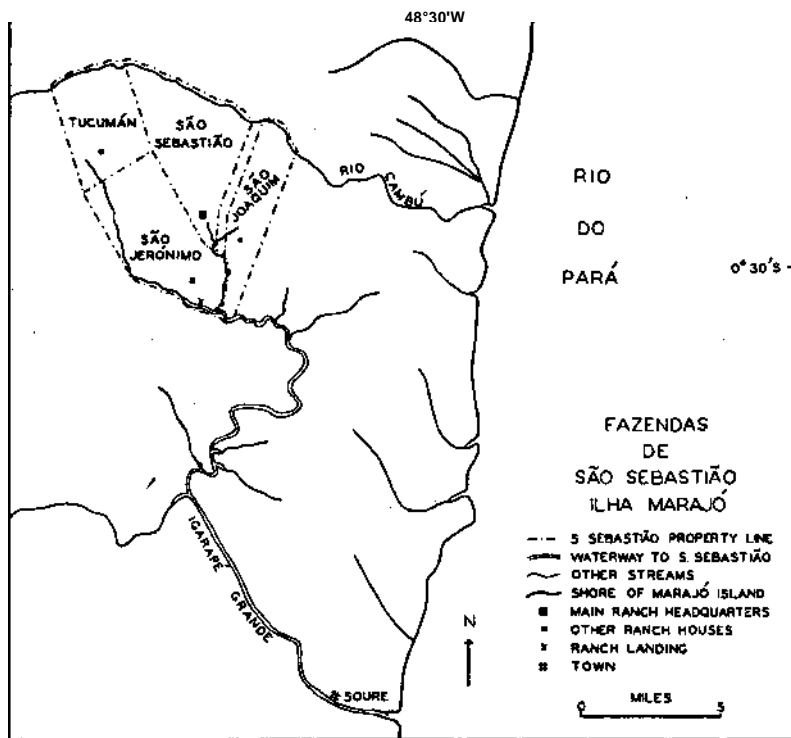 48°30'W
TUCUMÁN
SÃO
SEBASTIÃO
SÃO
JOAQUIM
SÃO
JERÓNIMO
RIO CAMBÚ
RIO
DO
PARÁ
0° 30'S
IGARAPÉ
GRANDE
SOURE
FAZENDAS
DE
SÃO SEBASTIÃO
ILHA MARAJÓ
S SEBASTIÃO PROPERTY LINE
WATERWAY TO S. SEBASTIÃO
OTHER STREAMS
SHORE OF MARAJÓ ISLAND
MAIN RANCH HEADQUARTERS
OTHER RANCH HOUSES
RANCH LANDING
TOWN
N
MILES
0 5